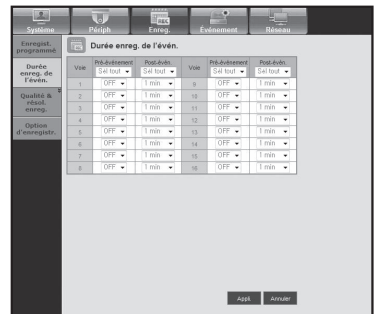 Système Périph Enreg. Événement Réseau
Enregist. programmé
Durée enreg. de l'évén.
Qualité & résol. enreg.
Option d'enregistr.
Durée enreg. de l'évén.
Voie Pré-événement Post-évén. Voie Pré-événement Post-évén.
Sél tout Sél tout Sél tout Sél tout
1 OFF 1 min 9 OFF 1 min
2 OFF 1 min 10 OFF 1 min
3 OFF 1 min 11 OFF 1 min
4 OFF 1 min 12 OFF 1 min
5 OFF 1 min 13 OFF 1 min
6 OFF 1 min 14 OFF 1 min
7 OFF 1 min 15 OFF 1 min
8 OFF 1 min 16 OFF 1 min
Appli Annuler